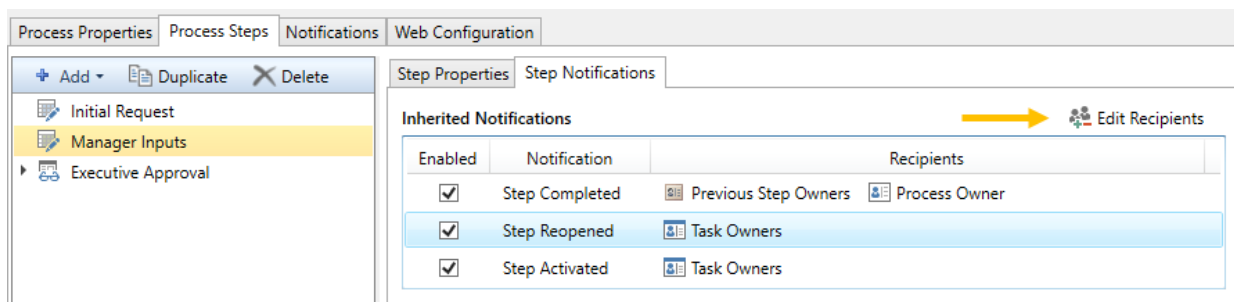 Process Properties Process Steps Notifications Web Configuration
Add Duplicate Delete
Initial Request
Manager Inputs
Executive Approval
Step Properties Step Notifications
Inherited Notifications Edit Recipients
Enabled Notification Recipients
Step Completed Previous Step Owners Process Owner
Step Reopened Task Owners
Step Activated Task Owners